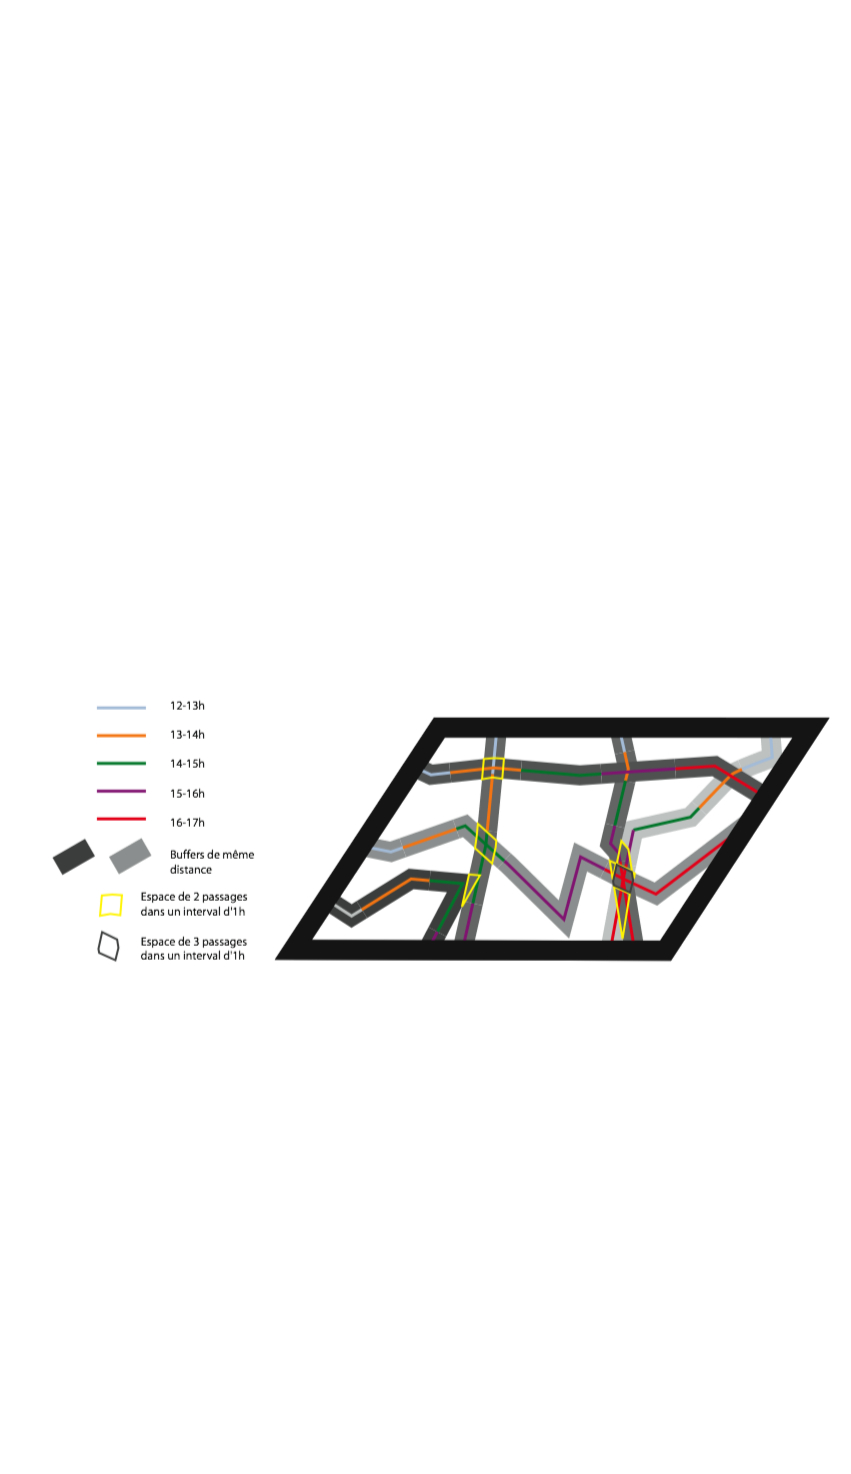 12-13h
13-14h
14-15h
15-16h
16-17h
Buffers de même
distance
Espace de 2 passages
dans un interval d'1h
Espace de 3 passages
dans un interval d'1h